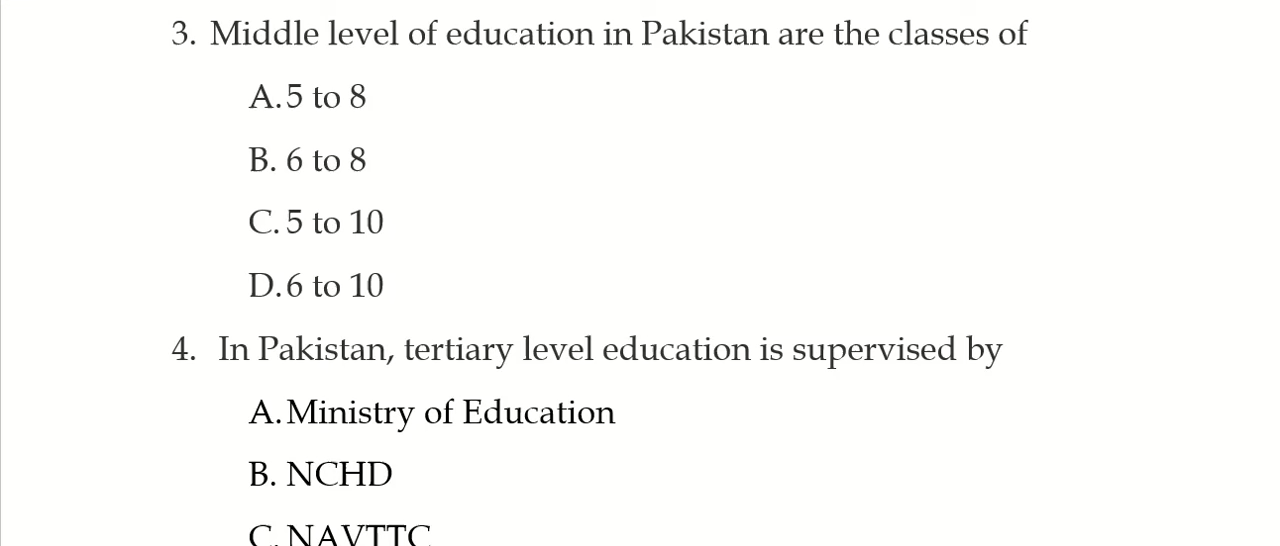 3. Middle level of education in Pakistan are the classes of
A. 5 to 8
B. 6 to 8
C. 5 to 10
D. 6 to 10
4. In Pakistan, tertiary level education is supervised by
A. Ministry of Education
B. NCHD
C. NAVTTC